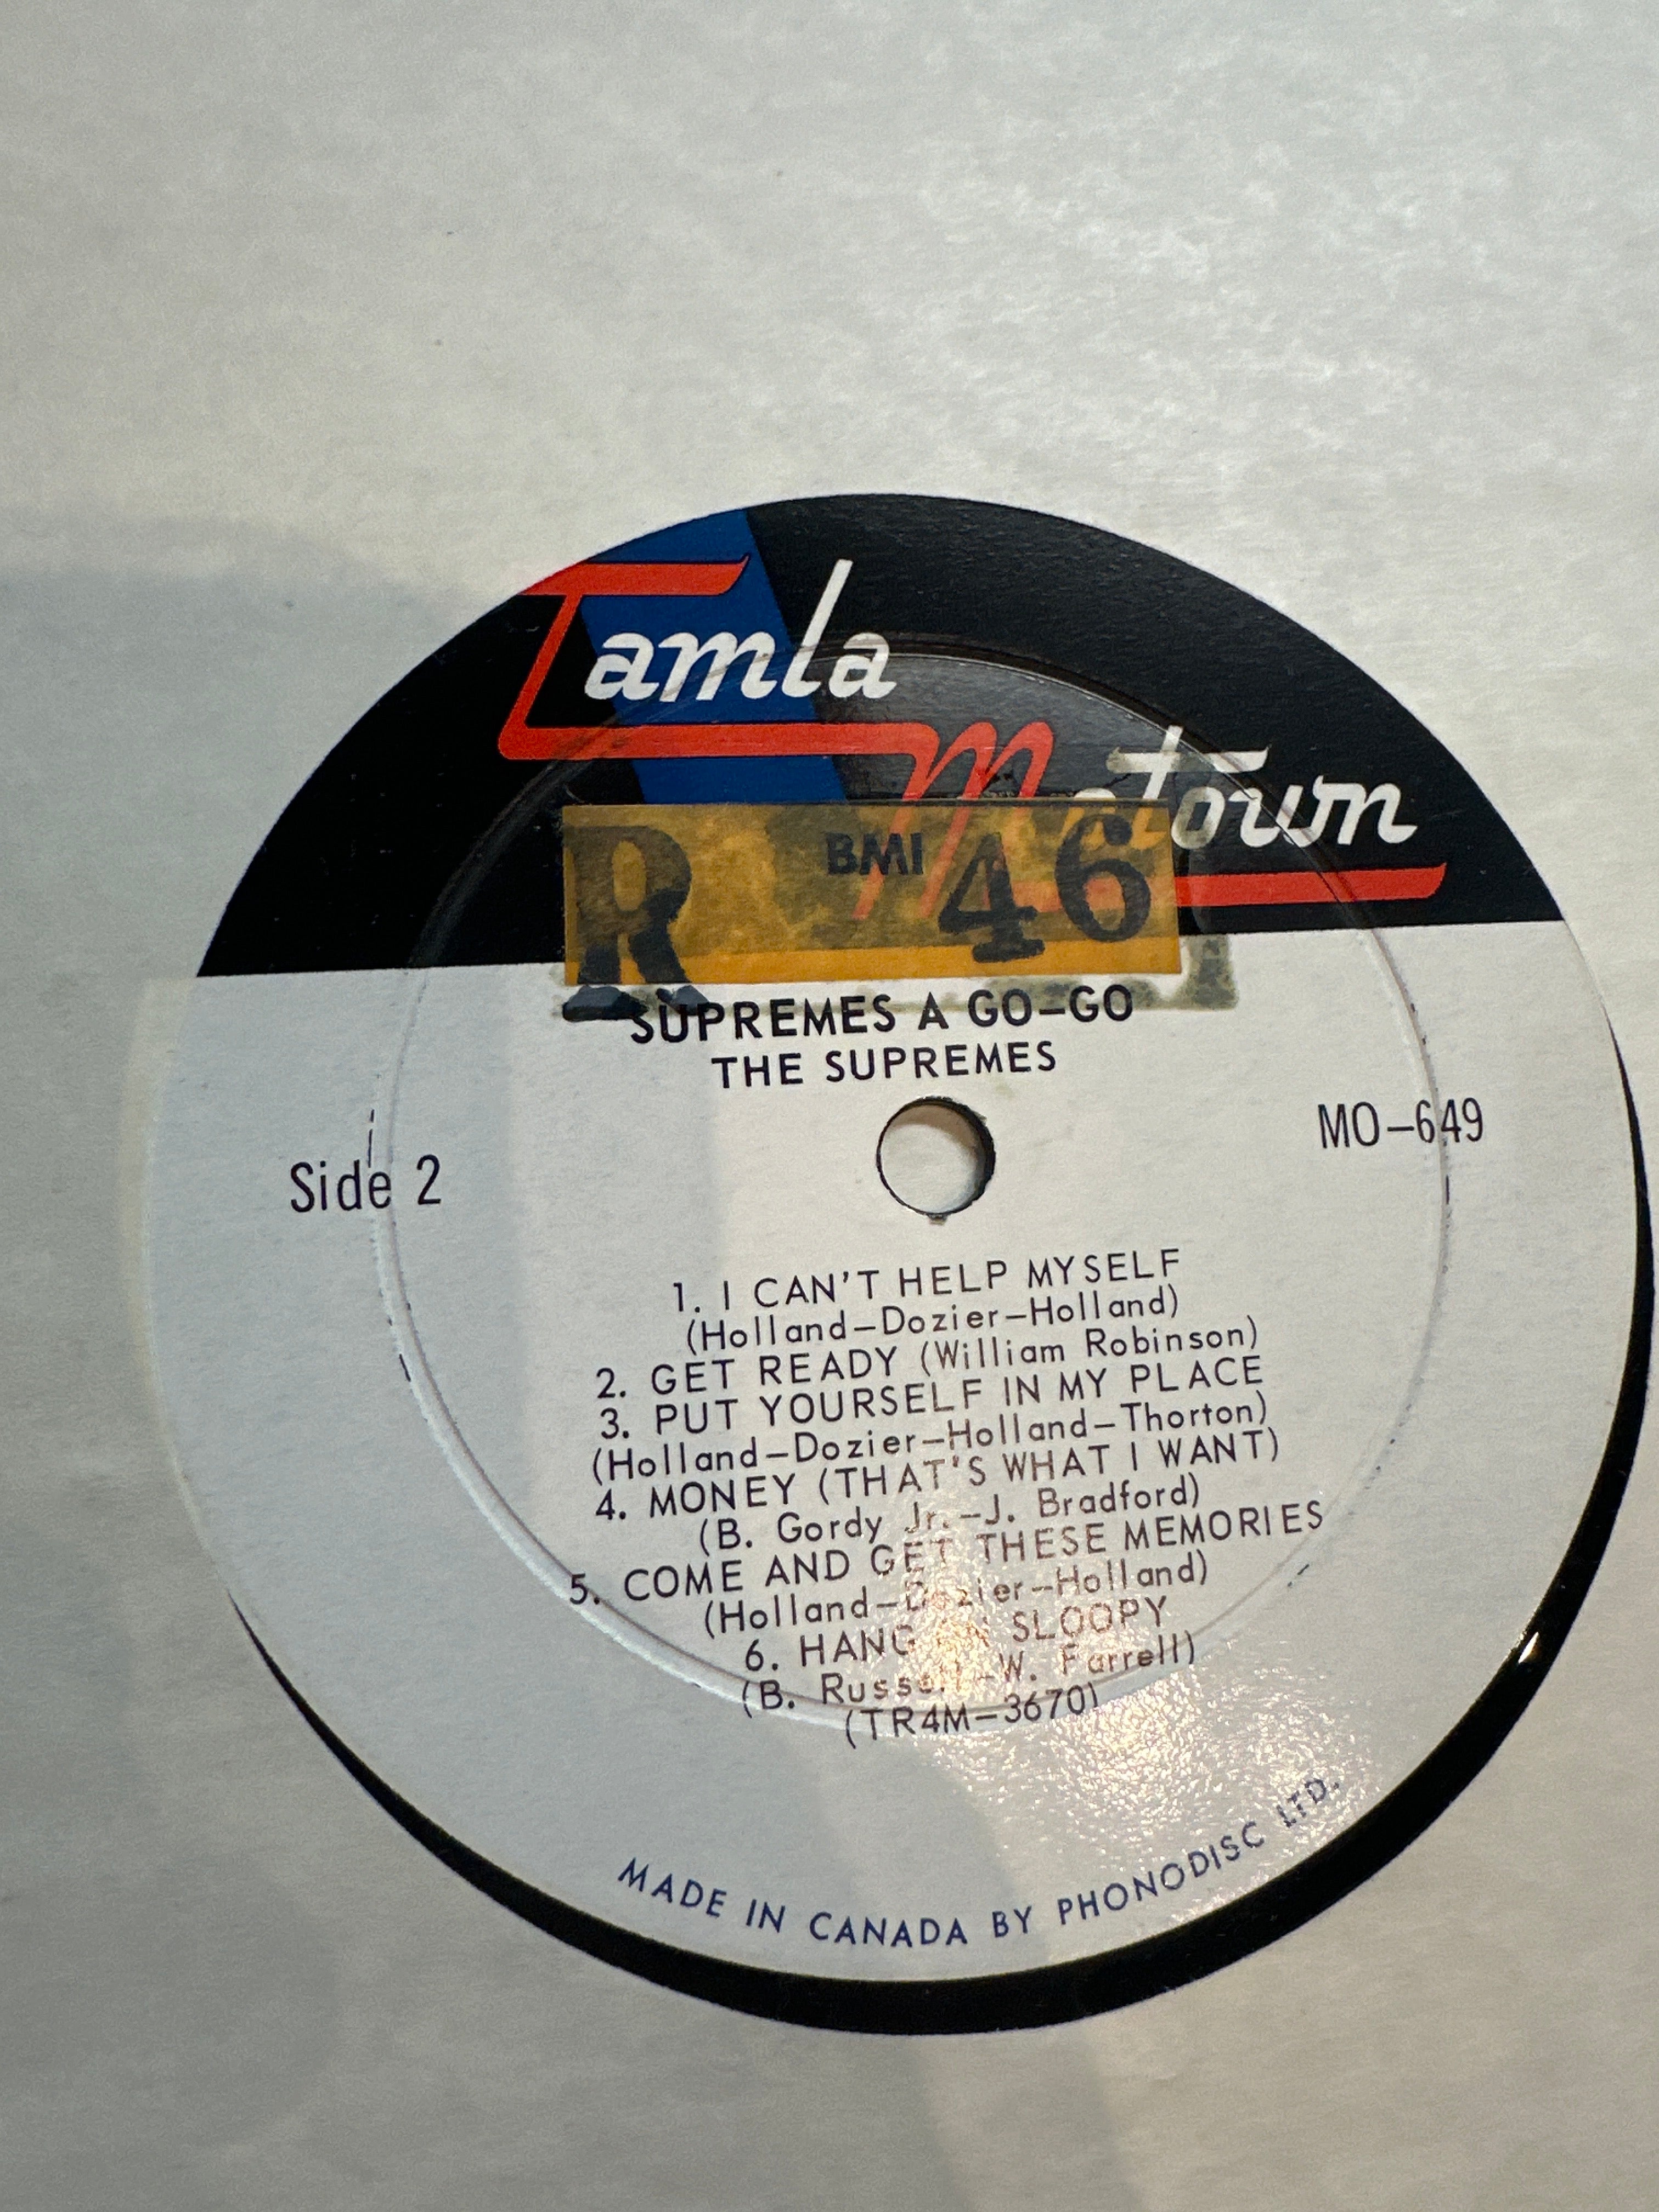 Tamla
Motown
R BMI 46
SUPREMES A GO–GO
THE SUPREMES
Side 2
MO–649
1. I CAN'T HELP MYSELF
(Holland–Dozier–Holland)
2. GET READY (William Robinson)
3. PUT YOURSELF IN MY PLACE
(Holland–Dozier–Holland–Thorton)
4. MONEY (THAT'S WHAT I WANT)
(B. Gordy Jr.–J. Bradford)
5. COME AND GET THESE MEMORIES
(Holland–Dozier–Holland)
6. HANG ON SLOOPY
(B. Russell–W. Farrell)
(TR4M–3670)
MADE IN CANADA BY PHONODISC LTD.